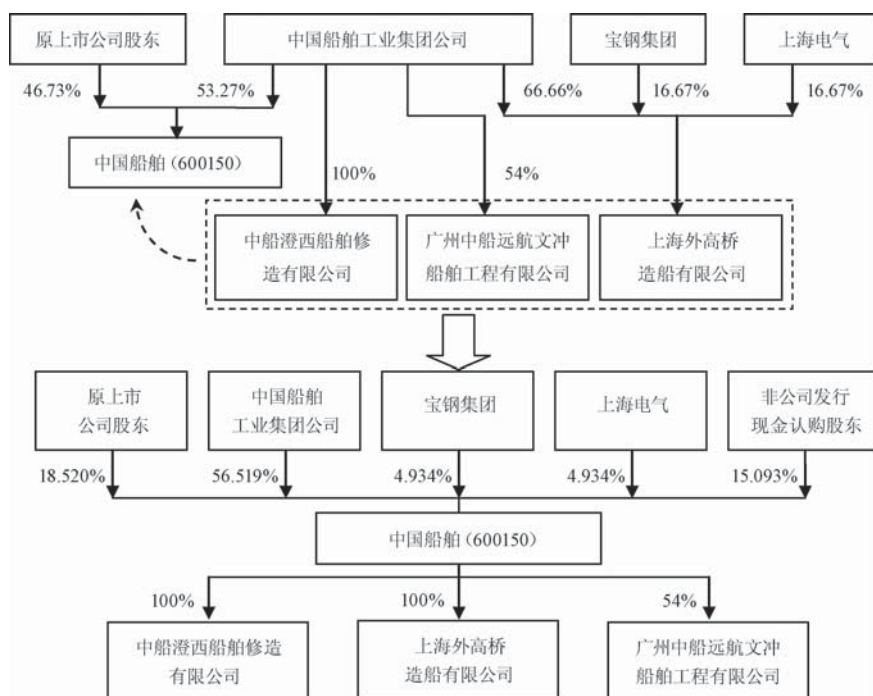 原上市公司股东
中国船舶工业集团公司
宝钢集团
上海电气
46.73%
53.27%
66.66%
16.67%
16.67%
中国船舶（600150）
100%
54%
中船澄西船舶修
造有限公司
广州中船远航文冲
船舶工程有限公司
上海外高桥
造船有限公司
原上市
公司股东
中国船舶
工业集团公司
宝钢集团
上海电气
非公司发行
现金认购股东
18.520%
56.519%
4.934%
4.934%
15.093%
中国船舶（600150）
100%
100%
54%
中船澄西船舶修造
有限公司
上海外高桥
造船有限公司
广州中船远航文冲
船舶工程有限公司